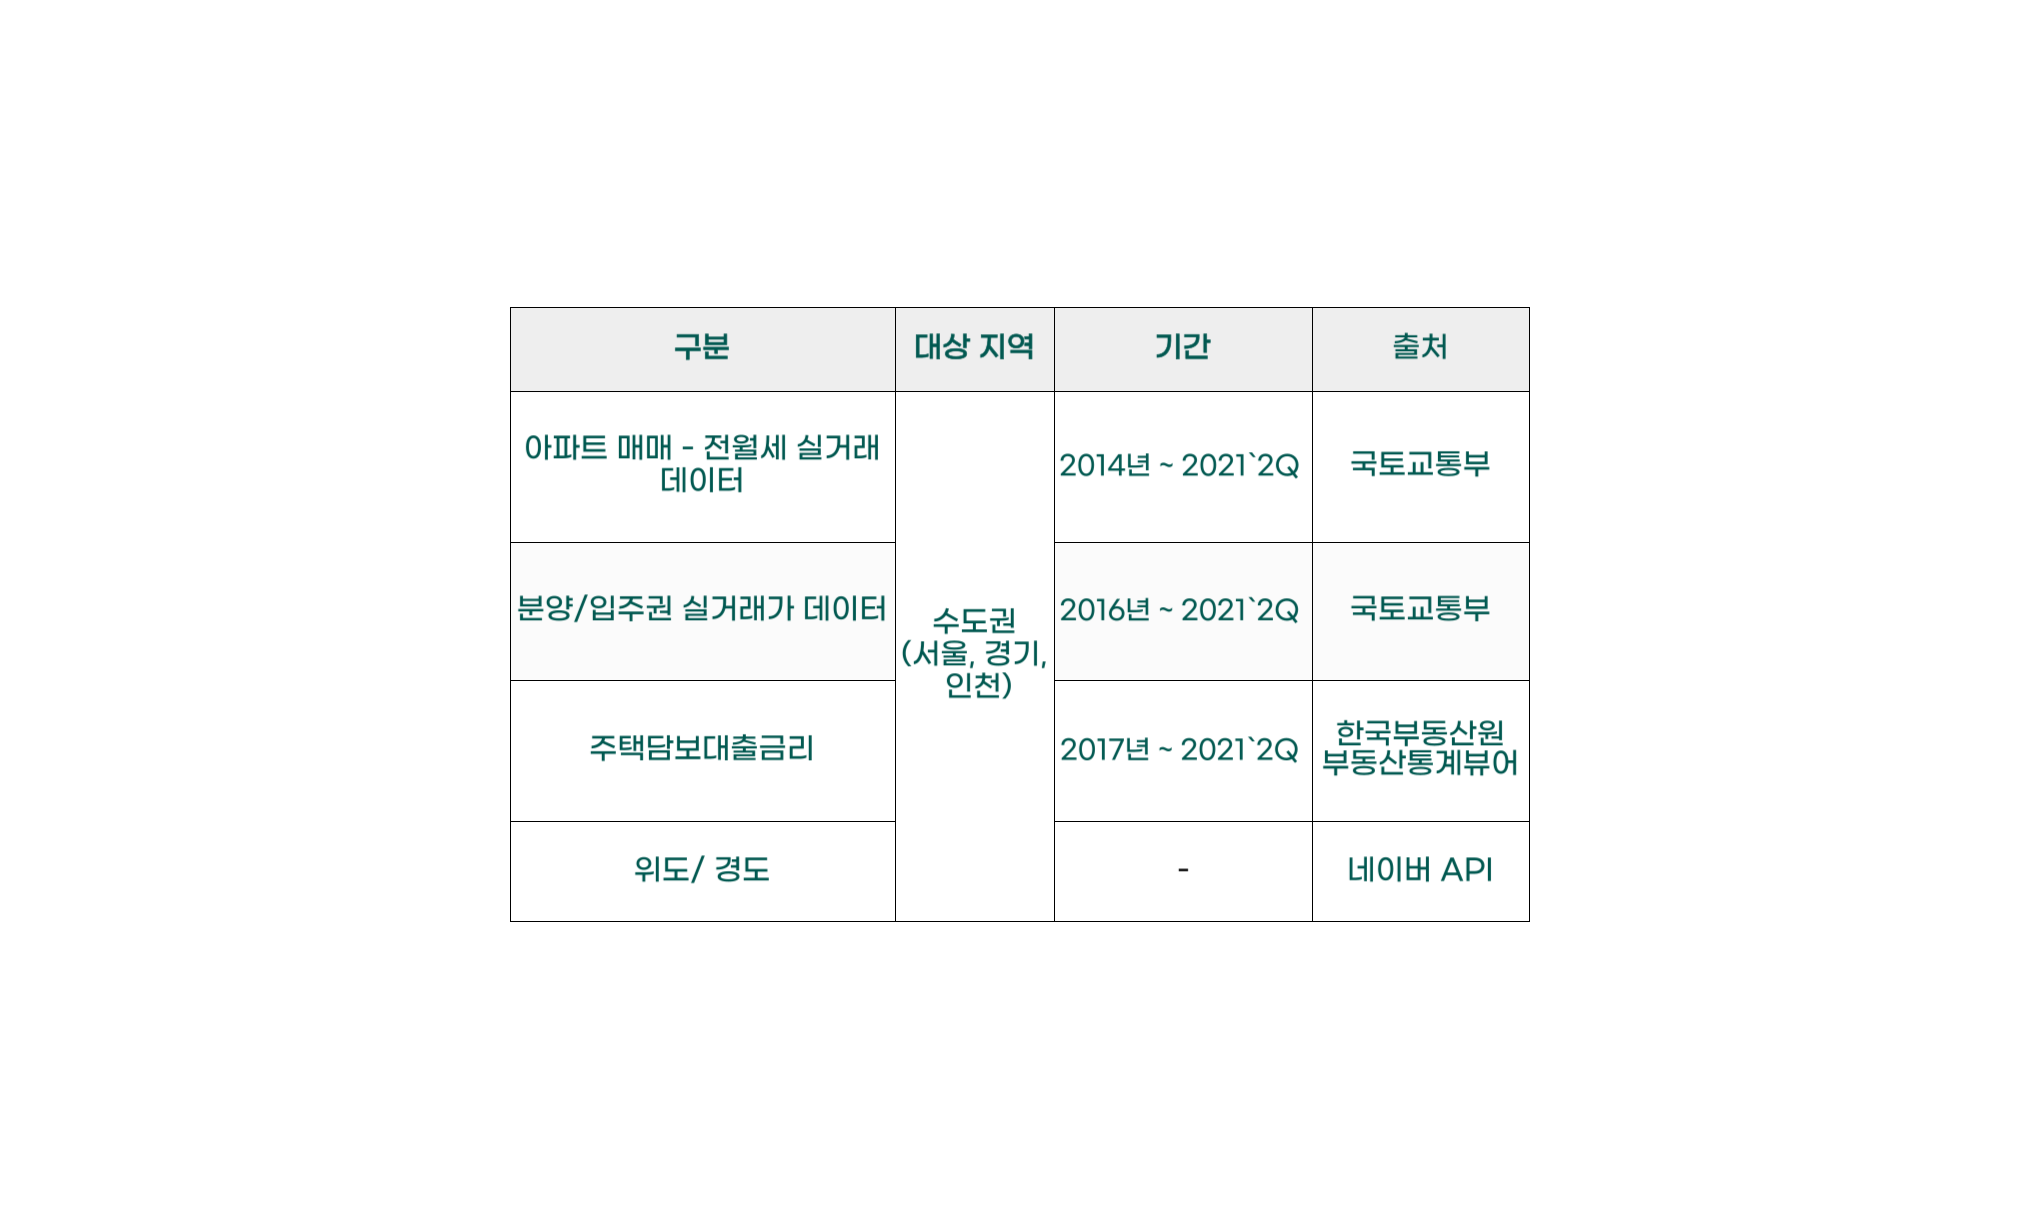 구분
대상 지역
기간
출처
아파트 매매 - 전월세 실거래
데이터
2014년 ~ 2021`2Q
국토교통부
분양/입주권 실거래가 데이터
수도권
(서울, 경기,
인천)
2016년 ~ 2021`2Q
국토교통부
주택담보대출금리
2017년 ~ 2021`2Q
한국부동산원
부동산통계뷰어
위도/ 경도
-
네이버 API